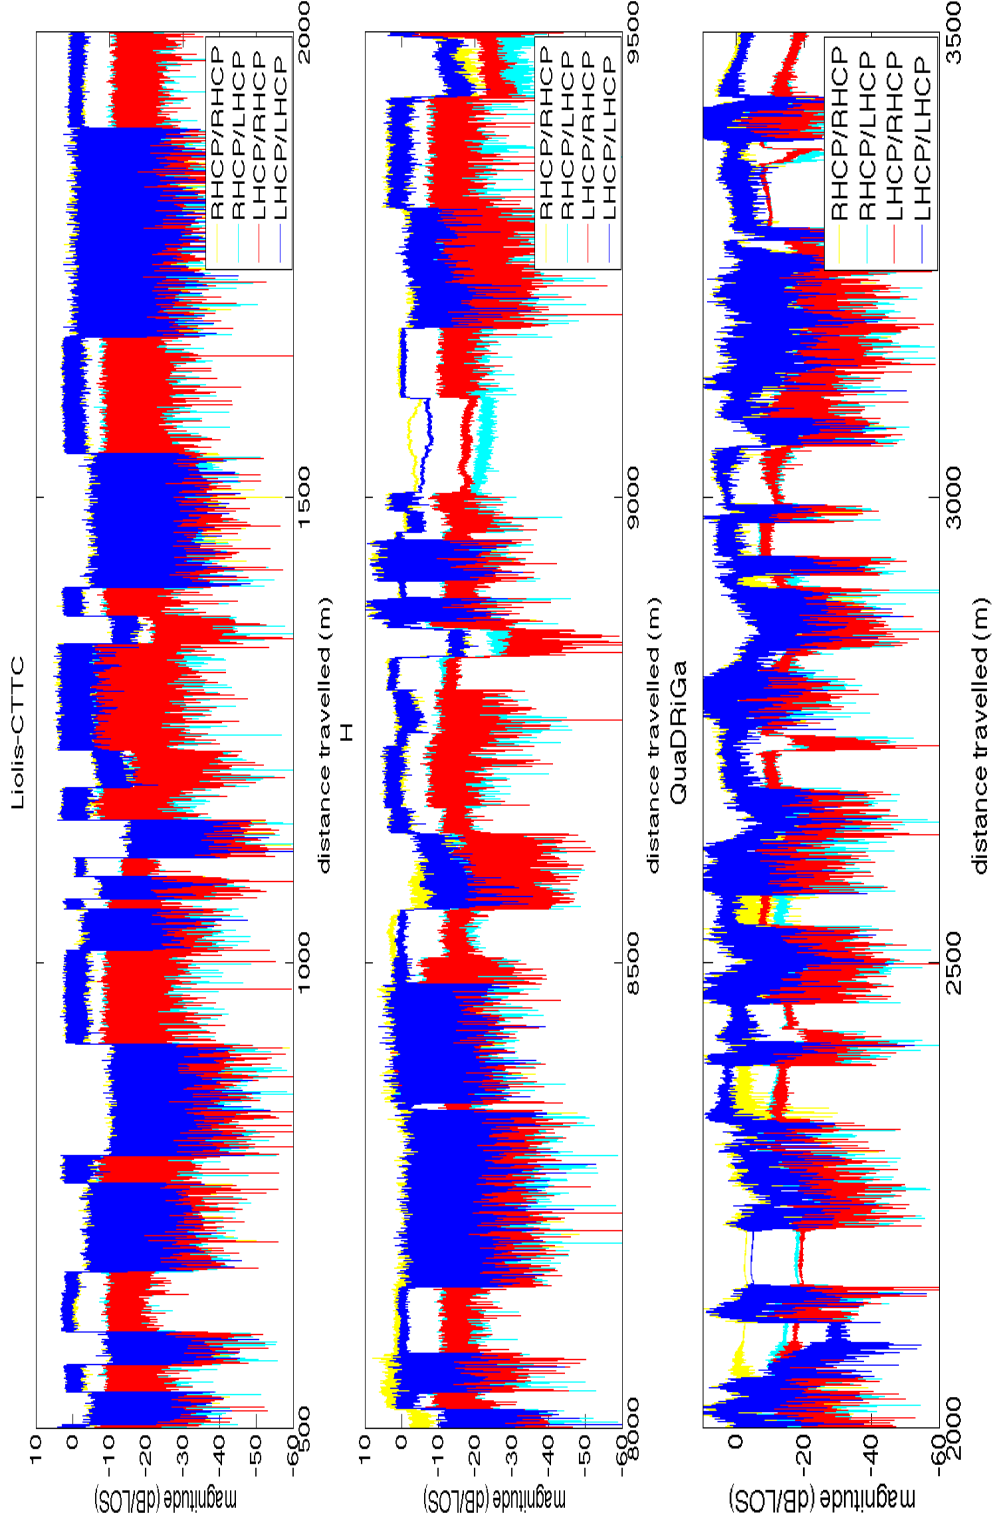 Liolis-CTTC
magnitude (dB/LOS)
10
0
-10
-20
-30
-40
-50
-60
500
1000
1500
2000
distance travelled (m)
RHCP/RHCP
RHCP/LHCP
LHCP/RHCP
LHCP/LHCP
H
magnitude (dB/LOS)
10
0
-10
-20
-30
-40
-50
-60
8000
8500
9000
9500
distance travelled (m)
RHCP/RHCP
RHCP/LHCP
LHCP/RHCP
LHCP/LHCP
QuaDRiGa
magnitude (dB/LOS)
0
-20
-40
-60
2000
2500
3000
3500
distance travelled (m)
RHCP/RHCP
RHCP/LHCP
LHCP/RHCP
LHCP/LHCP